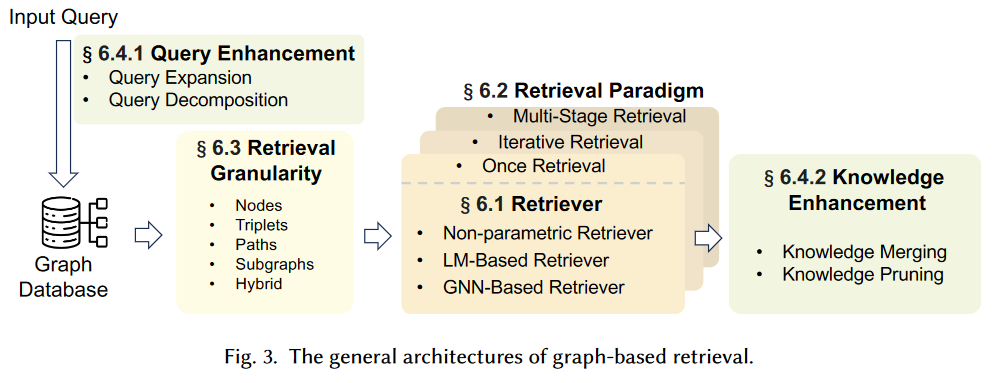 Input Query
§ 6.4.1 Query Enhancement
• Query Expansion
• Query Decomposition
Graph
Database
§ 6.3 Retrieval
Granularity
• Nodes
• Triplets
• Paths
• Subgraphs
• Hybrid
§ 6.2 Retrieval Paradigm
• Multi-Stage Retrieval
• Iterative Retrieval
• Once Retrieval
§ 6.1 Retriever
• Non-parametric Retriever
• LM-Based Retriever
• GNN-Based Retriever
§ 6.4.2 Knowledge
Enhancement
• Knowledge Merging
• Knowledge Pruning
Fig. 3. The general architectures of graph-based retrieval.